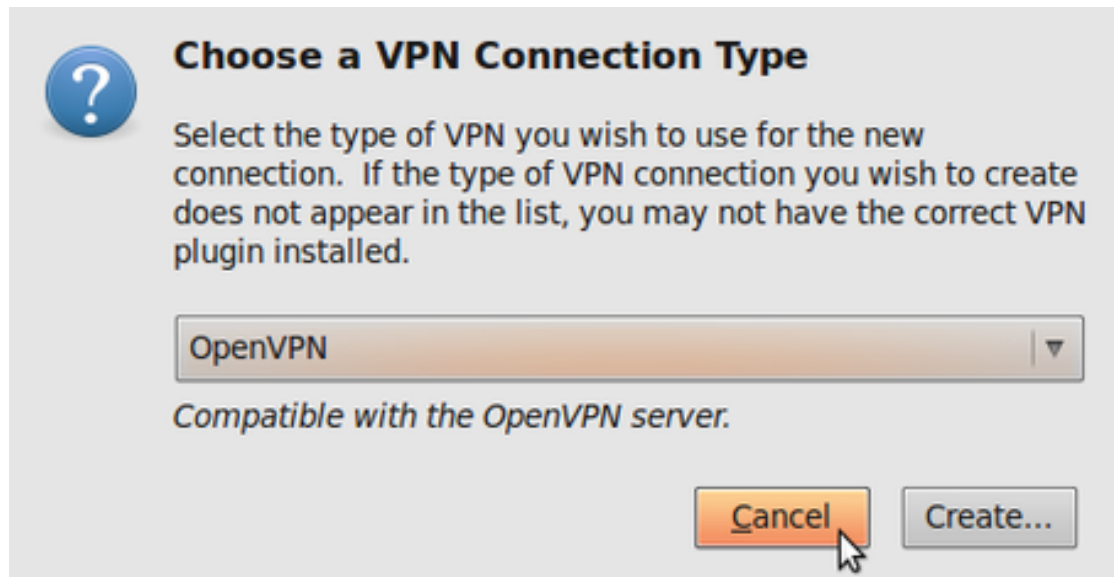 Choose a VPN Connection Type
Select the type of VPN you wish to use for the new
connection.  If the type of VPN connection you wish to create
does not appear in the list, you may not have the correct VPN
plugin installed.
OpenVPN
Compatible with the OpenVPN server.
Cancel
Create...